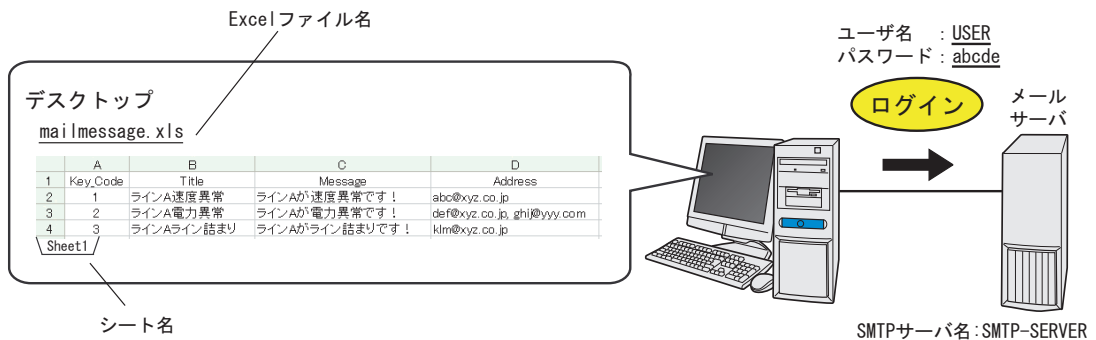 Excelファイル名
ユーザ名 : USER
パスワード : abcde
デスクトップ
mailmessage.xls
ログイン
メール
サーバ
A B C D
1 Key_Code Title Message Address
2 1 ラインA速度異常 ラインAが速度異常です! abc@xyz.co.jp
3 2 ラインA電力異常 ラインAが電力異常です! def@xyz.co.jp, ghij@yyy.com
4 3 ラインAライン詰まり ラインAがライン詰まりです! klm@xyz.co.jp
Sheet1
シート名
SMTPサーバ名:SMTP-SERVER